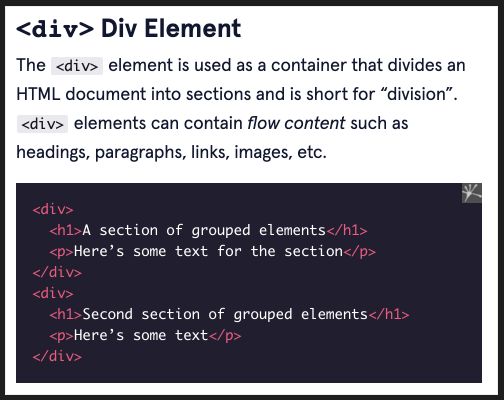 <div> Div Element
The <div> element is used as a container that divides an
HTML document into sections and is short for “division”.
<div> elements can contain flow content such as
headings, paragraphs, links, images, etc.
<div>
  <h1>A section of grouped elements</h1>
  <p>Here’s some text for the section</p>
</div>
<div>
  <h1>Second section of grouped elements</h1>
  <p>Here’s some text</p>
</div>